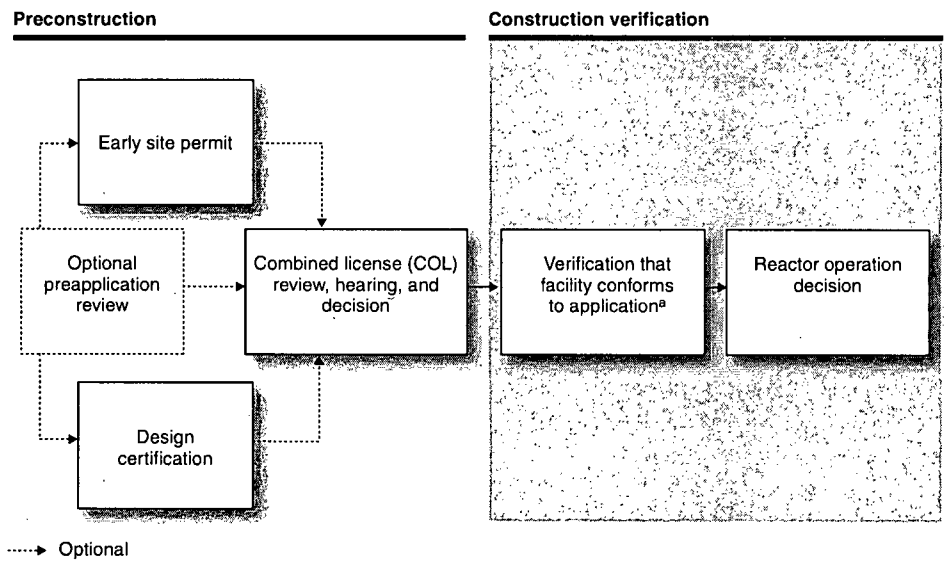 Preconstruction
Construction verification
Early site permit
Optional
preapplication
review
Combined license (COL)
review, hearing, and
decision
Verification that
facility conforms
to applicationᵃ
Reactor operation
decision
Design
certification
Optional